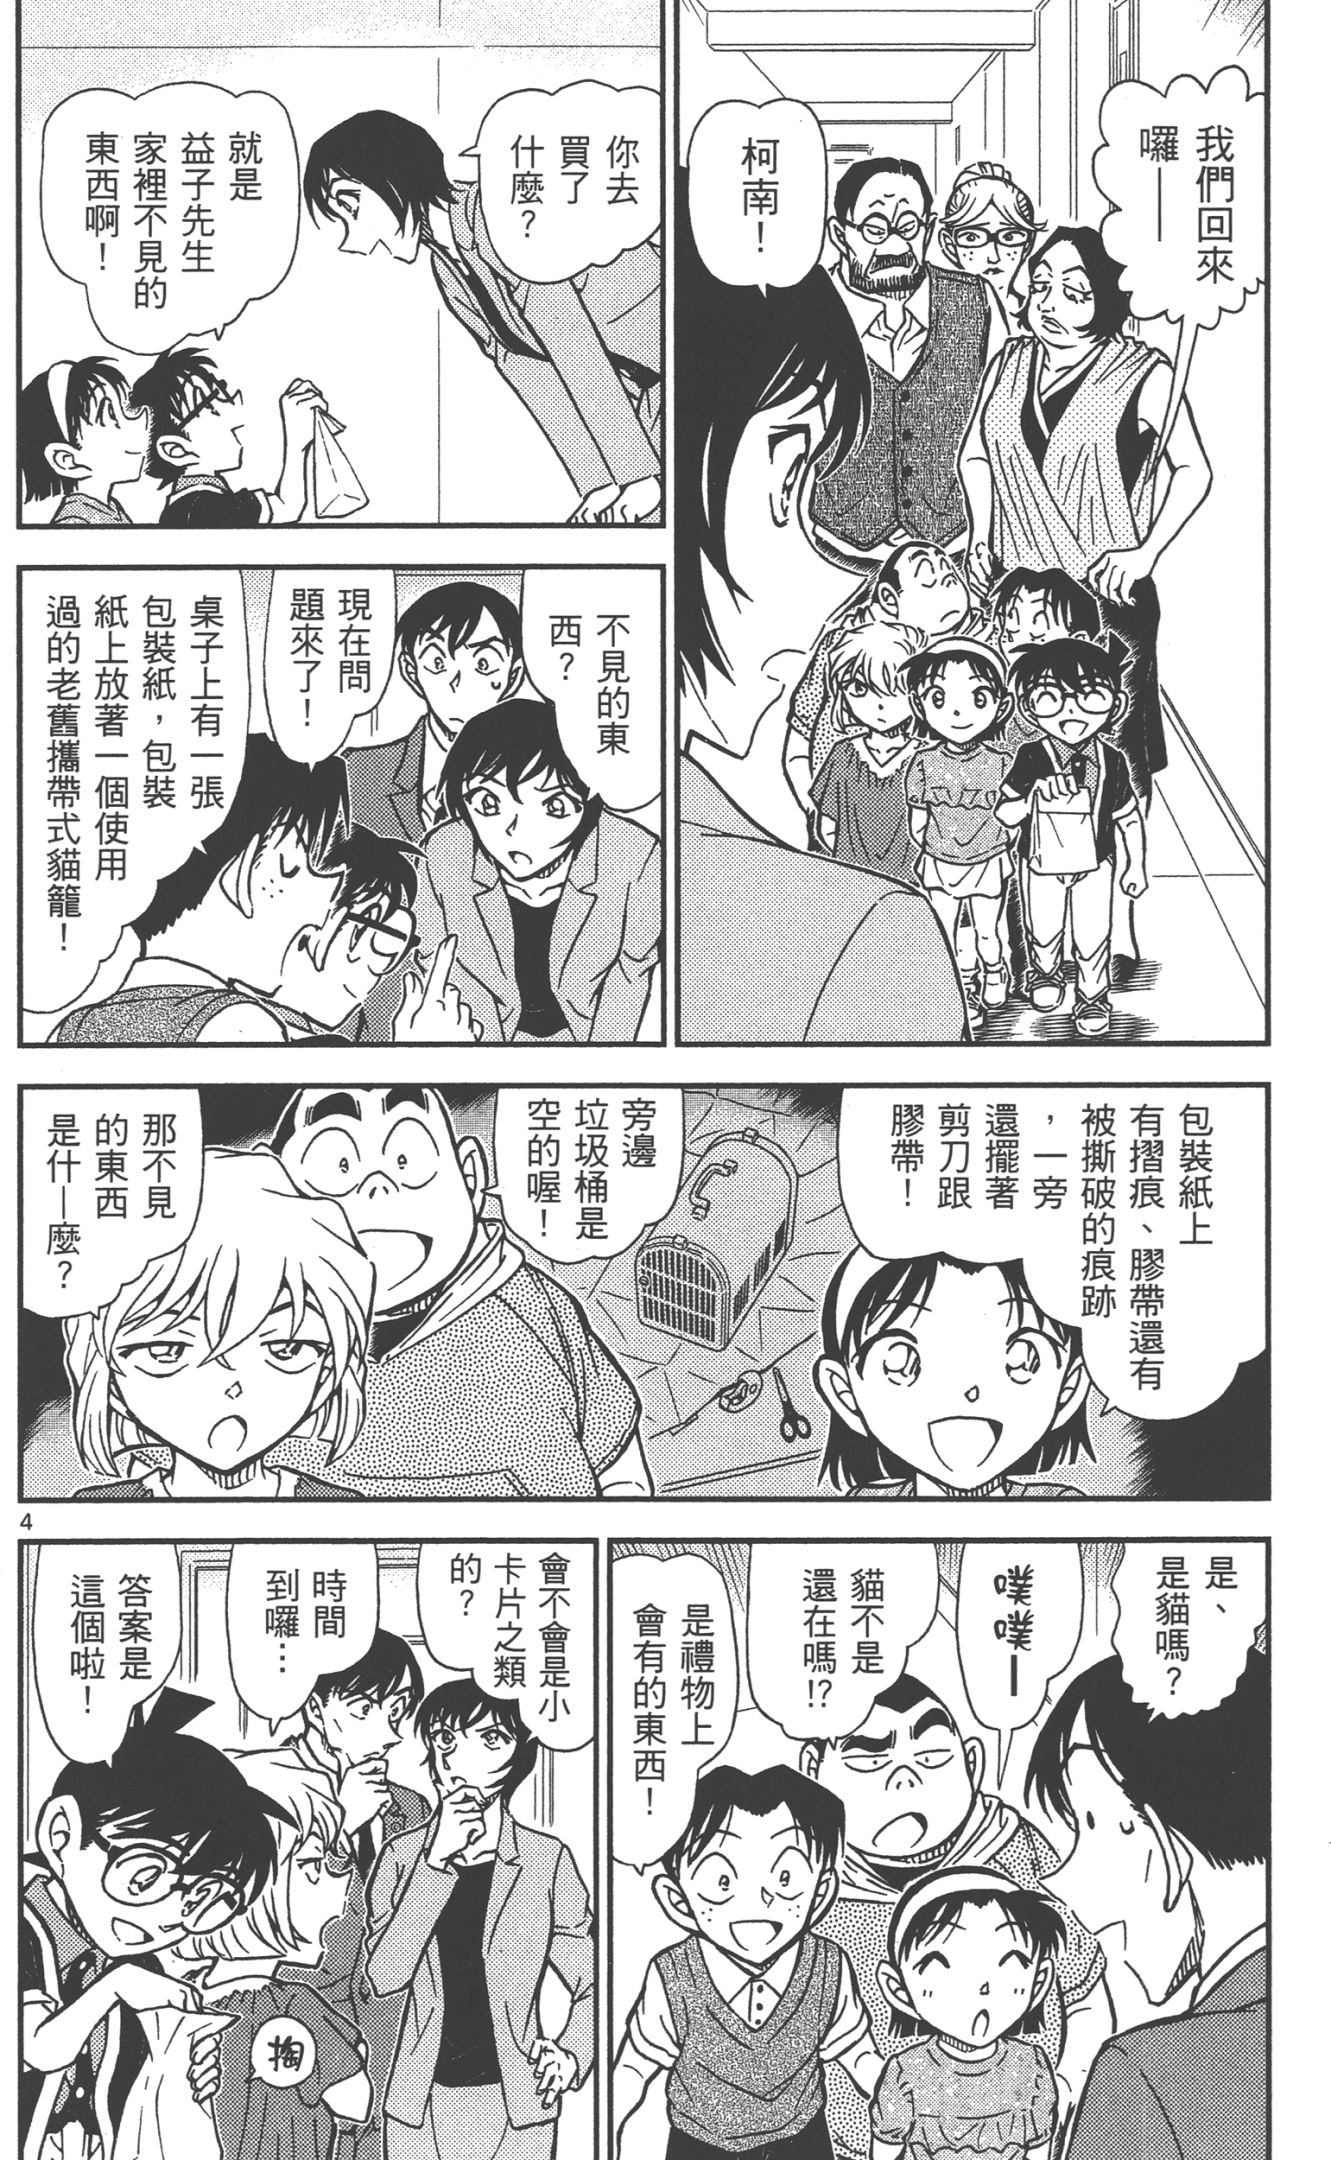 我們回來
囉——
柯南！
你去
買了
什麼？
就是
益子先生
家裡不見的
東西啊！
不見的東
西？
現在問
題來了！
桌子上有一張
包裝紙，包裝
紙上放著一個使用
過的老舊攜帶式貓籠！
包裝紙上
有摺痕、膠帶還有
被撕破的痕跡
，一旁
還擺著
剪刀跟
膠帶！
旁邊
垃圾桶是
空的喔！
那不見
的東西
是什—麼？
4
是、
是貓嗎？
噗
噗—
貓不是
還在嗎!?
是禮物上
會有的東西！
會不會是小
卡片之類
的？
時間
到囉…
答案是
這個啦！
掏